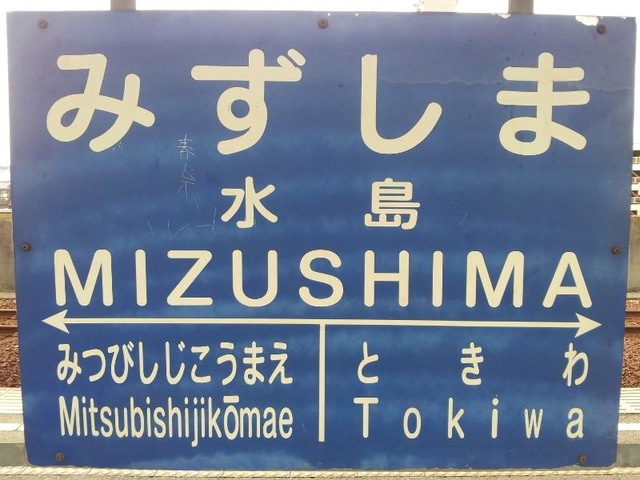 みずしま
水島
MIZUSHIMA
みつびしじこうまえ
ときわ
Mitsubishijikōmae
Tokiwa